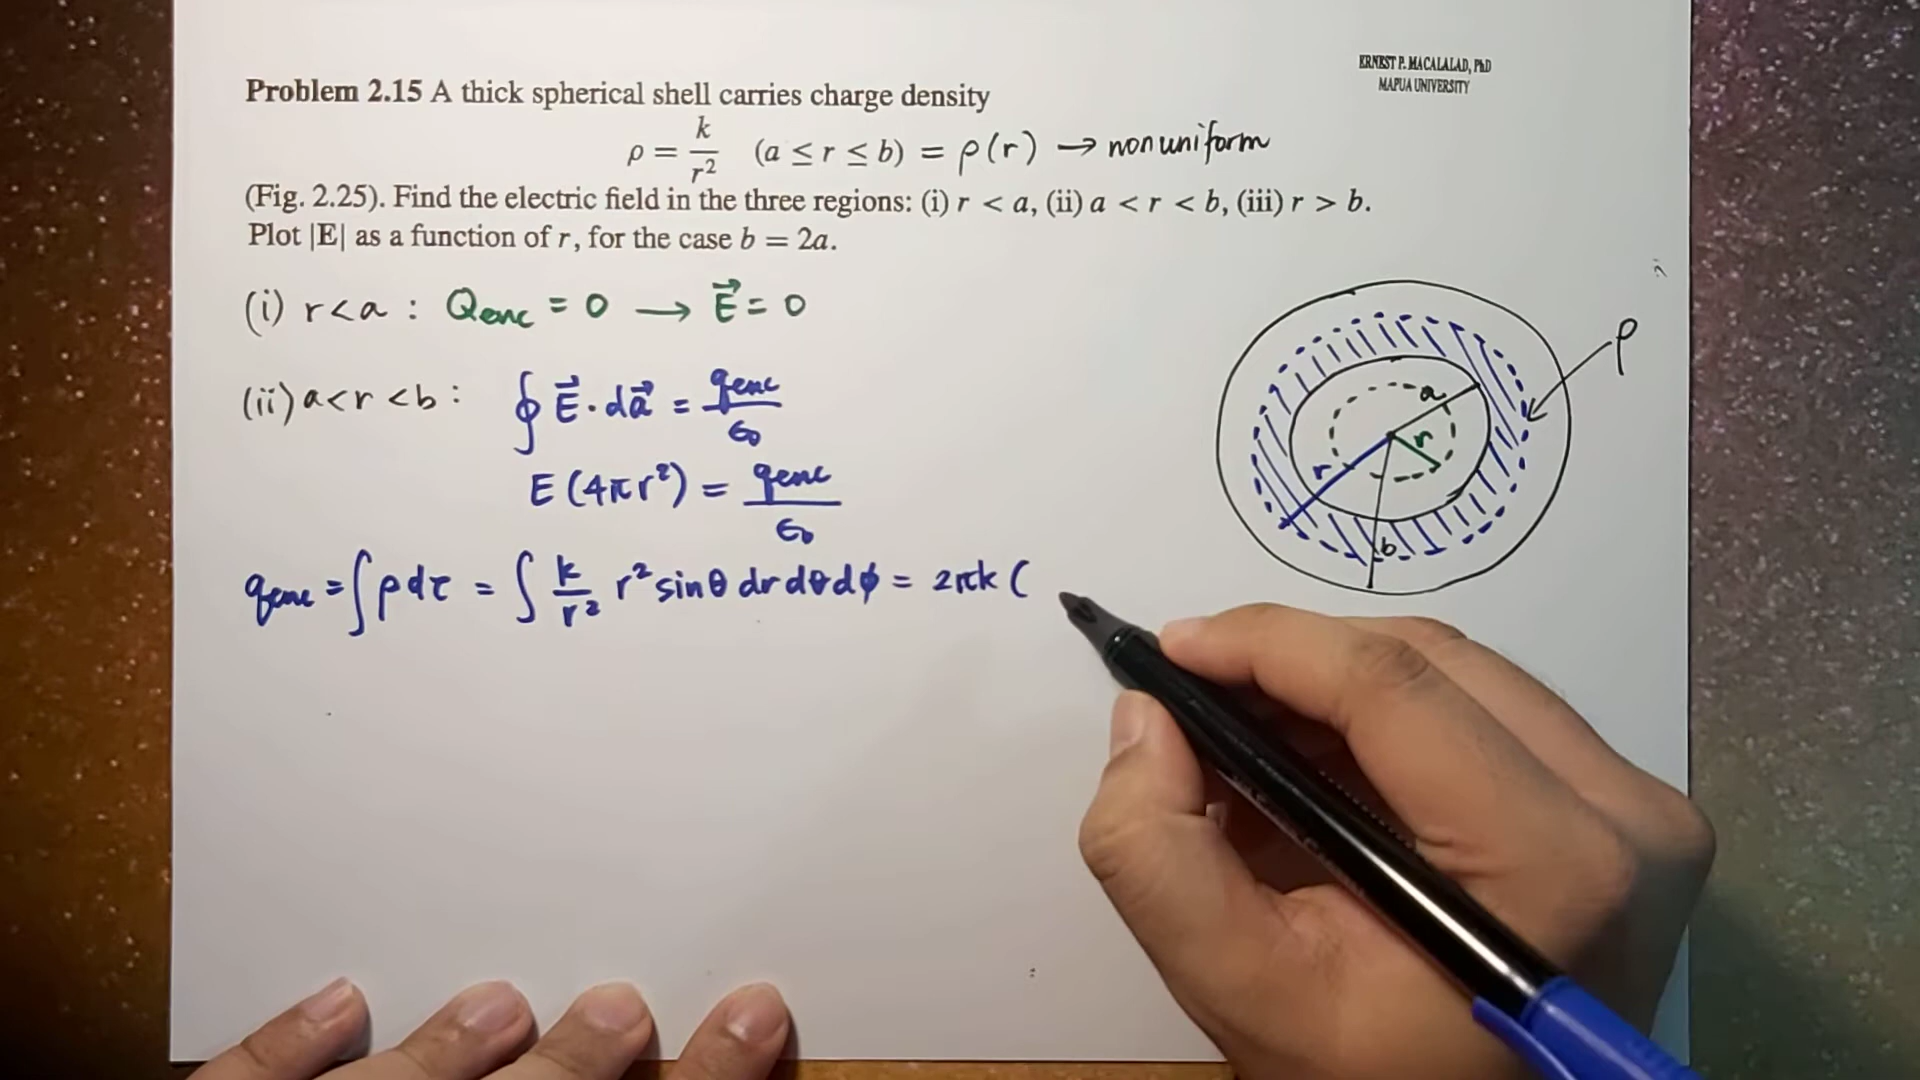 ERNEST P. MACALALAD, PhD
MAPUA UNIVERSITY
Problem 2.15 A thick spherical shell carries charge density
ρ = k/r² (a ≤ r ≤ b) = ρ(r) → nonuniform
(Fig. 2.25). Find the electric field in the three regions: (i) r < a, (ii) a < r < b, (iii) r > b.
Plot |E| as a function of r, for the case b = 2a.
(i) r<a : Qenc = 0 → E⃗ = 0
(ii) a<r<b : ∮ E⃗ · da⃗ = qenc/ϵ₀
E (4πr²) = qenc/ϵ₀
qenc = ∫ρdτ = ∫ k/r² r² sinθ dr dθ dϕ = 2πk (
ρ
a
r
r
b